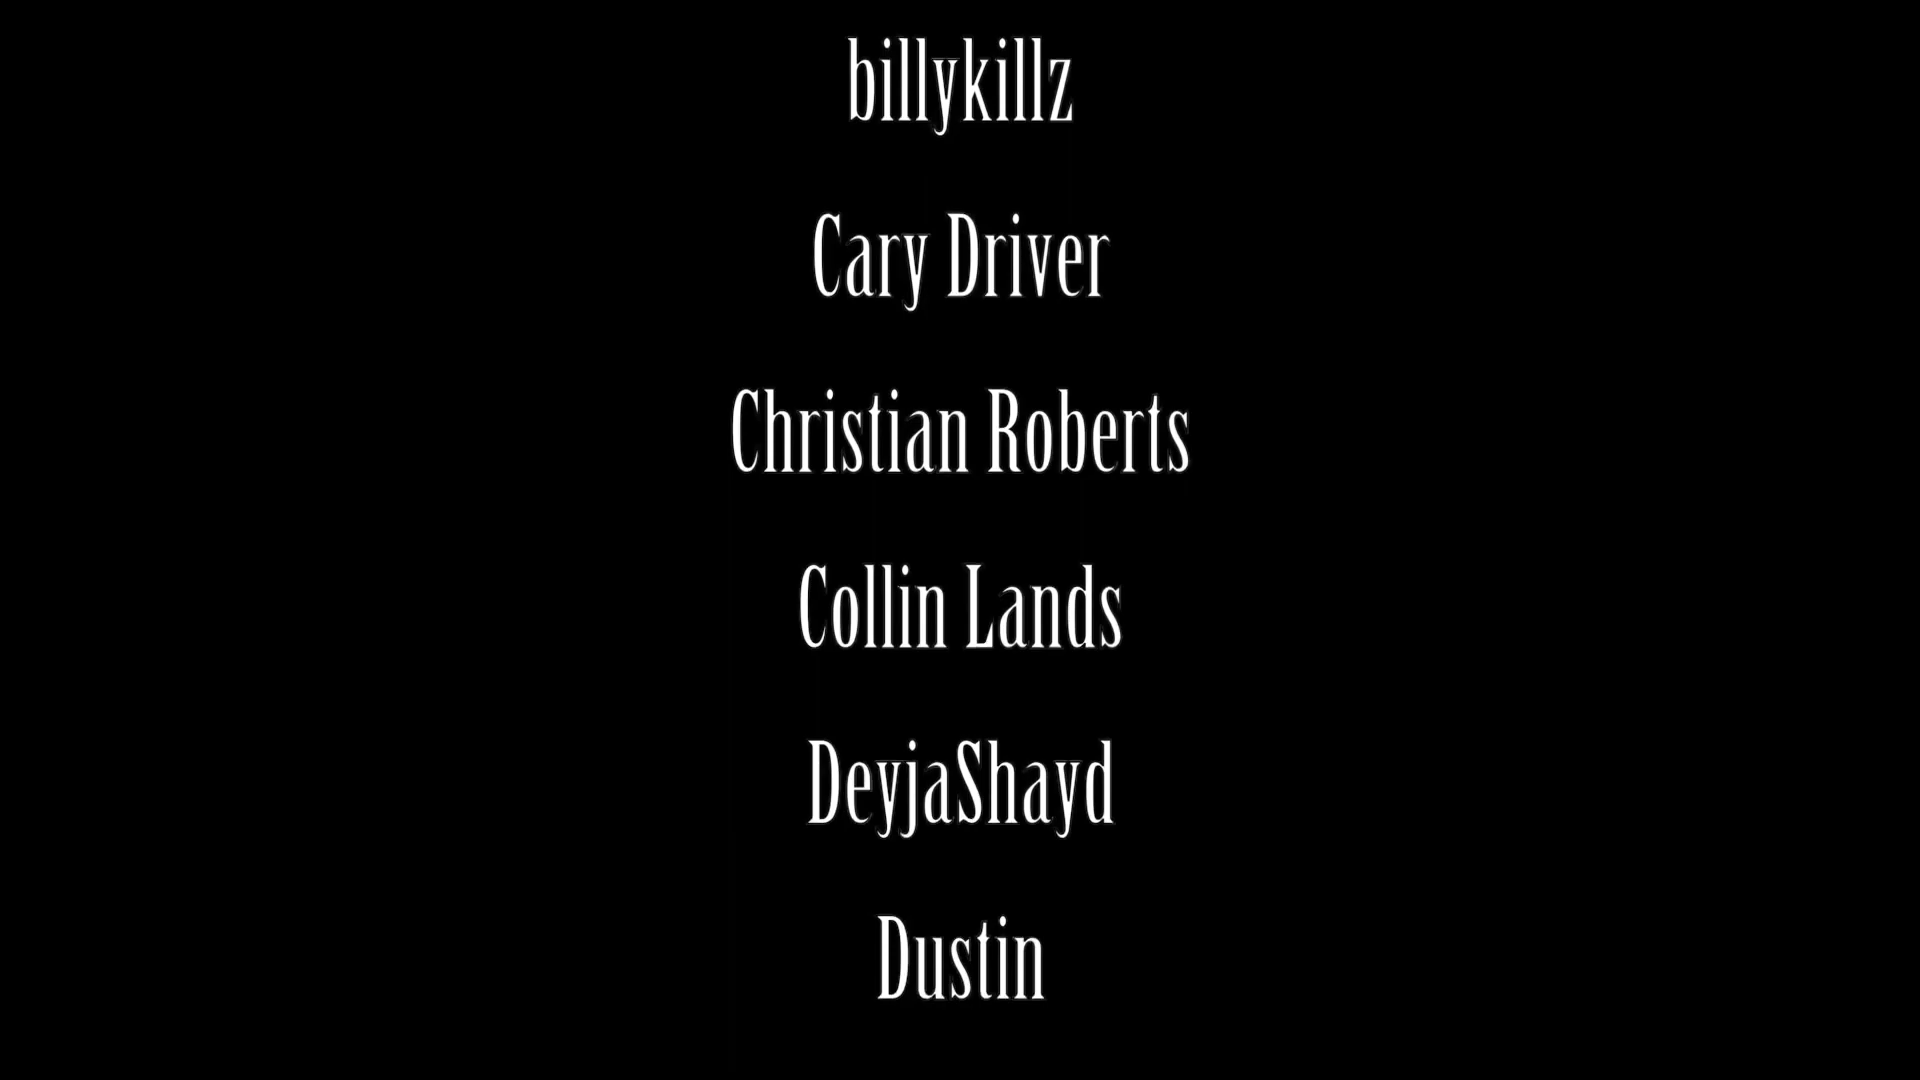 billykillz
Cary Driver
Christian Roberts
Collin Lands
DeyjaShayd
Dustin